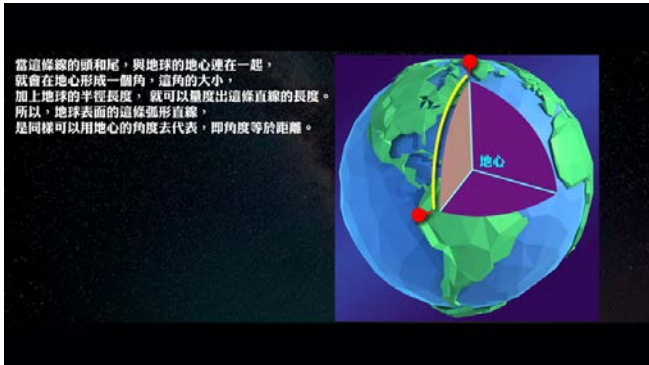 當這條線的頭和尾，與地球的地心連在一起，
就會在地心形成一個角，這角的大小，
加上地球的半徑長度， 就可以量度出這條直線的長度。
所以，地球表面的這條弧形直線，
是同樣可以用地心的角度去代表，即角度等於距離。
地心